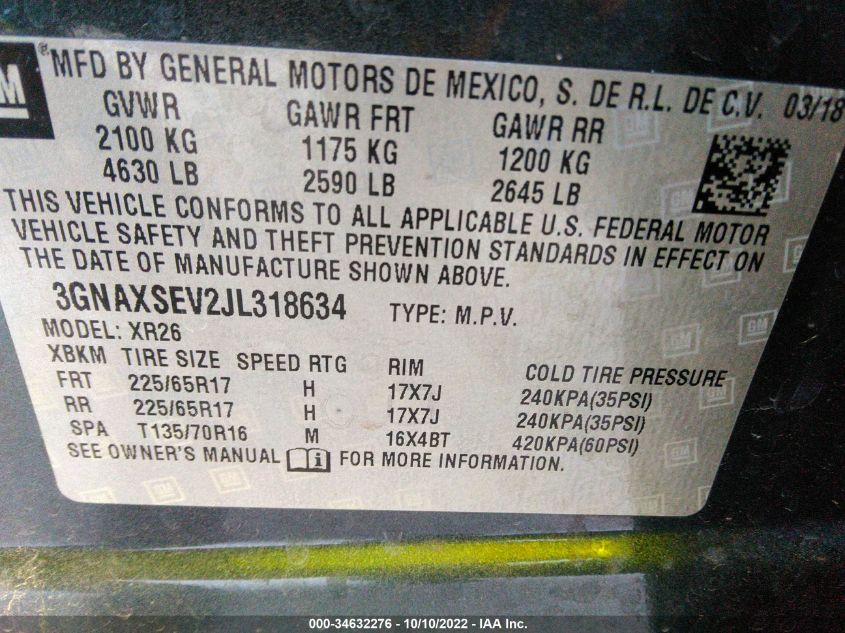 GM
® MFD BY GENERAL MOTORS DE MEXICO, S. DE R.L. DE C.V. 03/18
GVWR GAWR FRT GAWR RR
2100 KG 1175 KG 1200 KG
4630 LB 2590 LB 2645 LB
THIS VEHICLE CONFORMS TO ALL APPLICABLE U.S. FEDERAL MOTOR
VEHICLE SAFETY AND THEFT PREVENTION STANDARDS IN EFFECT ON
THE DATE OF MANUFACTURE SHOWN ABOVE.
3GNAXSEV2JL318634 TYPE: M.P.V.
MODEL: XR26
XBKM TIRE SIZE SPEED RTG RIM COLD TIRE PRESSURE
FRT 225/65R17 H 17X7J 240KPA(35PSI)
RR 225/65R17 H 17X7J 240KPA(35PSI)
SPA T135/70R16 M 16X4BT 420KPA(60PSI)
SEE OWNER'S MANUAL i FOR MORE INFORMATION.
000-34632276 - 10/10/2022 - IAA Inc.